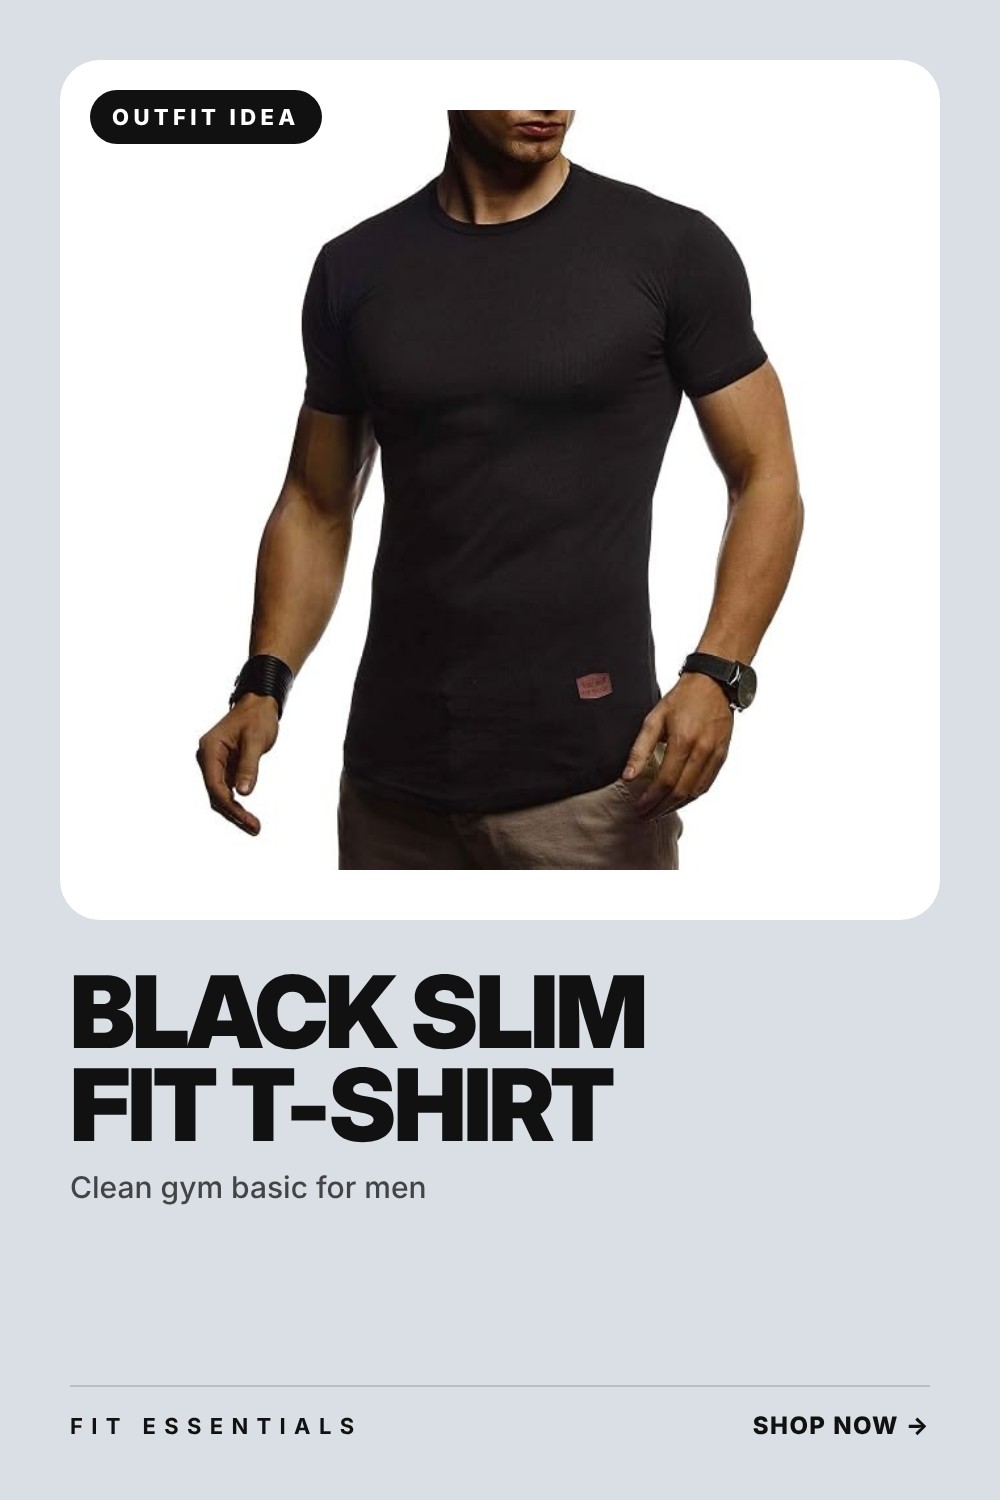 OUTFIT IDEA
BLACK SLIM
FIT T-SHIRT
Clean gym basic for men
FIT ESSENTIALS
SHOP NOW →